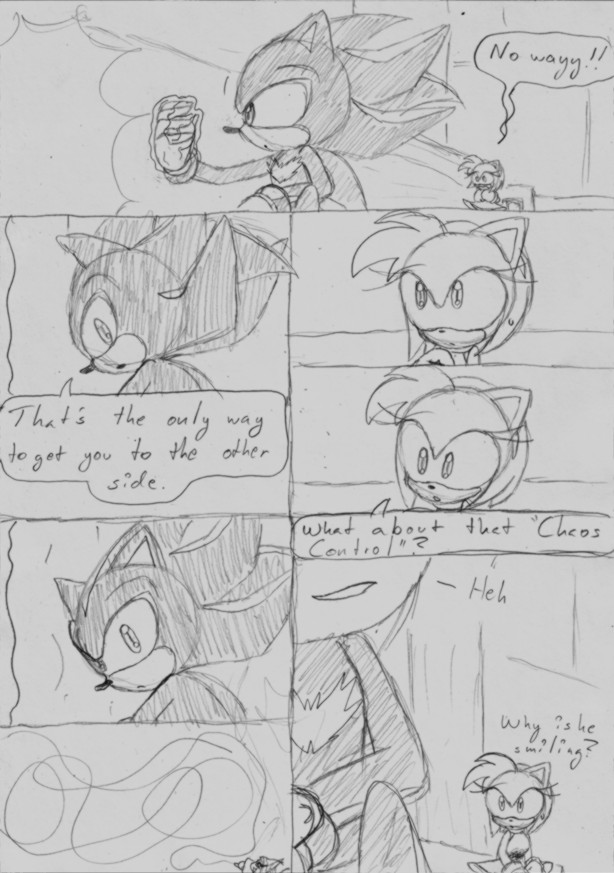 No wayy!!
That's the only way
to get you to the other
side.
What about that "Chaos
Control"?
- Heh
Why is he
smiling?